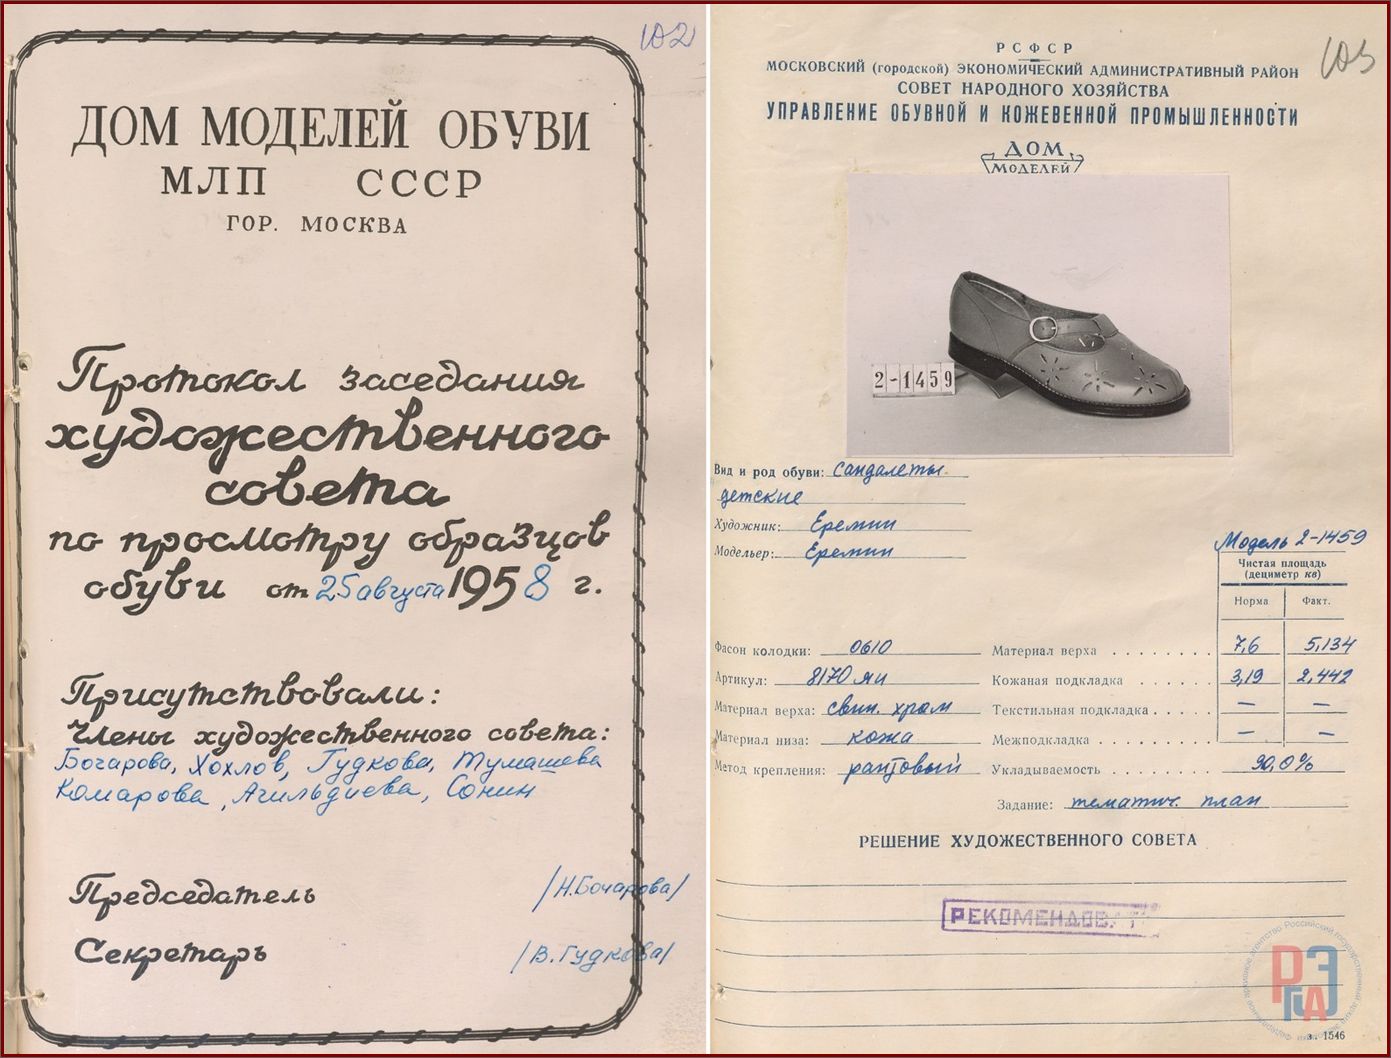 102
ДОМ МОДЕЛЕЙ ОБУВИ
МЛП СССР
ГОР. МОСКВА
Протокол заседания
художественного
совета
по просмотру образцов
обуви от 25 августа 1958 г.
Присутствовали:
Члены художественного совета:
Бочарова, Хохлов, Гудкова, Тумашева
Комарова, Агильдиева, Сонин
Председатель /Н.Бочарова/
Секретарь /В.Гудкова/
103
РСФСР
МОСКОВСКИЙ (городской) ЭКОНОМИЧЕСКИЙ АДМИНИСТРАТИВНЫЙ РАЙОН
СОВЕТ НАРОДНОГО ХОЗЯЙСТВА
УПРАВЛЕНИЕ ОБУВНОЙ И КОЖЕВЕННОЙ ПРОМЫШЛЕННОСТИ
ДОМ
МОДЕЛЕЙ
2-1459
Вид и род обуви: сандалеты
детские
Художник: Еремин
Модельер: Еремин
Модель 2-1459
Чистая площадь
(дециметр кв)
Норма Факт.
Фасон колодки: 0610 Материал верха 7,6 5,134
Артикул: 8170 яи Кожаная подкладка 3,19 2,442
Материал верха: свин. хром Текстильная подкладка — —
Материал низа: кожа Межподкладка — —
Метод крепления: рантовый Укладываемость 90,0%
Задание: тематич. план
РЕШЕНИЕ ХУДОЖЕСТВЕННОГО СОВЕТА
РЕКОМЕНДОВАТЬ
РГАЭ
з. 1546